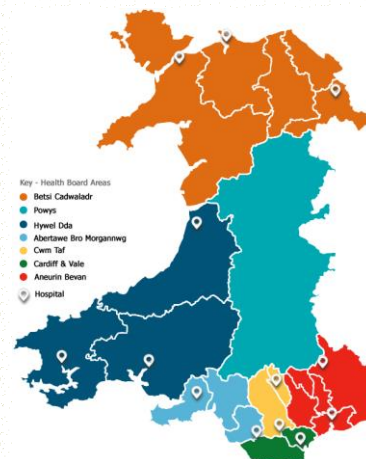 Key - Health Board Areas
Betsi Cadwaladr
Powys
Hywel Dda
Abertawe Bro Morgannwg
Cwm Taf
Cardiff & Vale
Aneurin Bevan
Hospital